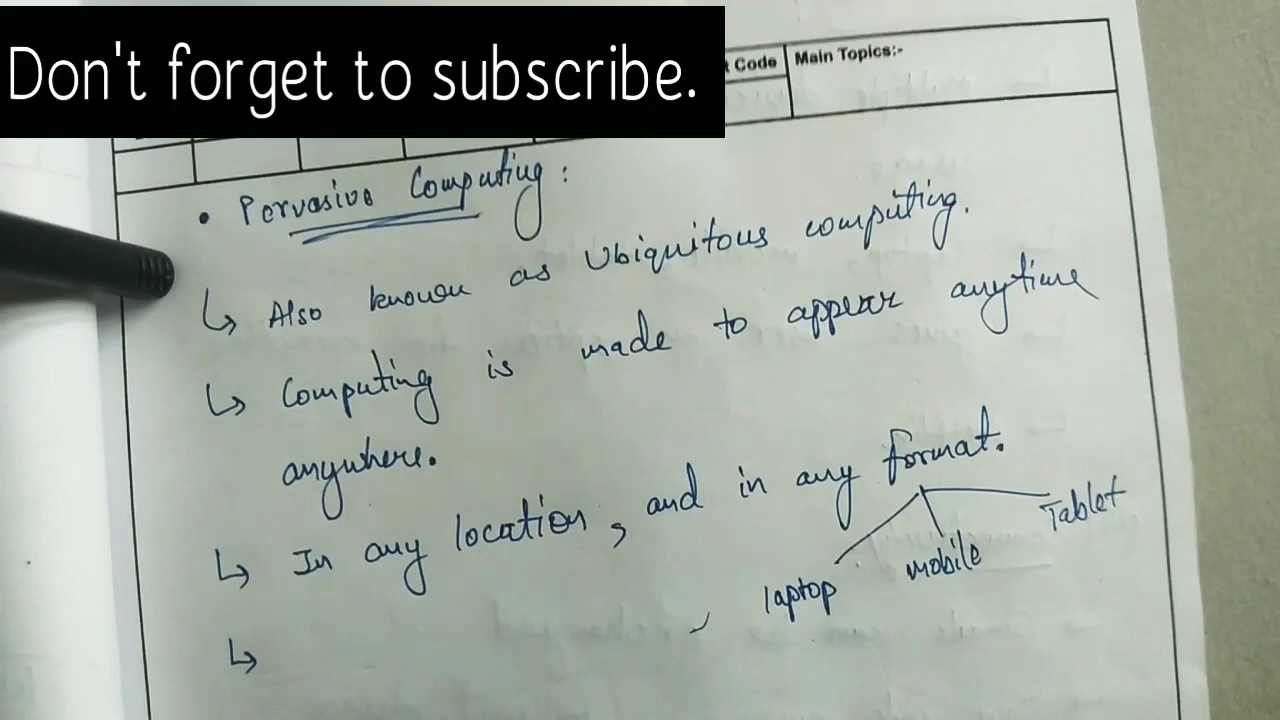 Don't forget to subscribe.
Code
Main Topics:-
• Pervasive Computing:
↳ Also known as Ubiquitous computing.
↳ Computing is made to appear anytime
anywhere.
↳ In any location, and in any format.
laptop mobile Tablet
↳